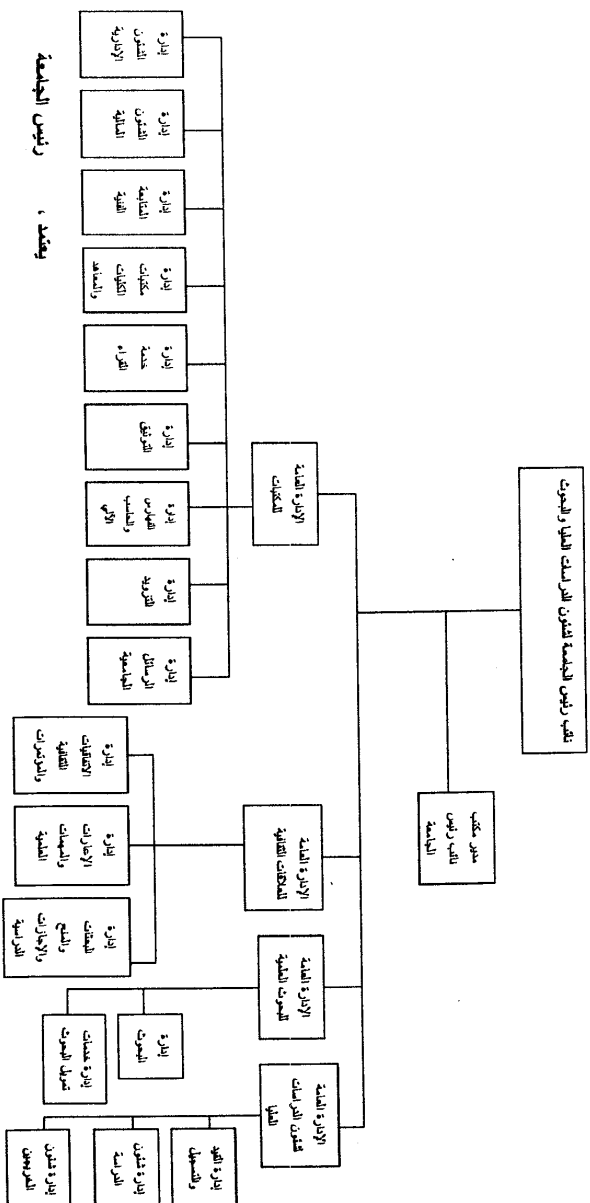 نائب رئيس الجامعة لشئون الدراسات العليا والبحوث
مدير مكتب
نائب رئيس
الجامعة
الإدارة العامة
شئون الدراسات
العليا
الإدارة العامة
للبحوث العلمية
الإدارة العامة
للعلاقات الثقافية
الإدارة العامة
للمكتبات
إدارة القيد
والتسجيل
إدارة شئون
الدراسة
إدارة شئون
الخريجين
إدارة
البحوث
إدارة خدمات
تمويل البحوث
إدارة
البعثات
والمنح
والإجازات
الدراسية
إدارة
الإعارات
والمهمات
العلمية
إدارة
الاتفاقيات
الثقافية
والمؤتمرات
إدارة
الرسائل
الجامعية
إدارة
التزويد
إدارة
الفهارس
والحاسب
الآلي
إدارة
التوثيق
إدارة
خدمة
القراء
إدارة
مكتبات
الكليات
والمعاهد
إدارة
المتابعة
الفنية
إدارة
الشئون
المالية
إدارة
الشئون
الإدارية
يعتمد ،
رئيس الجامعة